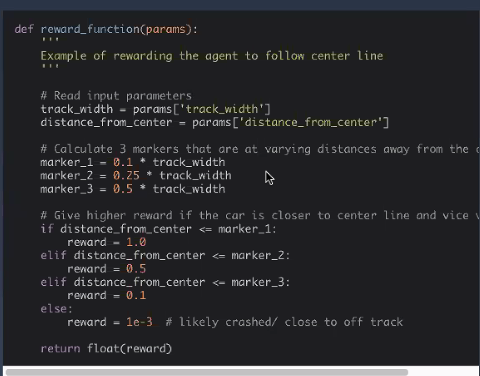 def reward_function(params):
'''
Example of rewarding the agent to follow center line
'''
# Read input parameters
track_width = params['track_width']
distance_from_center = params['distance_from_center']
# Calculate 3 markers that are at varying distances away from the
marker_1 = 0.1 * track_width
marker_2 = 0.25 * track_width
marker_3 = 0.5 * track_width
# Give higher reward if the car is closer to center line and vice
if distance_from_center <= marker_1:
reward = 1.0
elif distance_from_center <= marker_2:
reward = 0.5
elif distance_from_center <= marker_3:
reward = 0.1
else:
reward = 1e-3 # likely crashed/ close to off track
return float(reward)